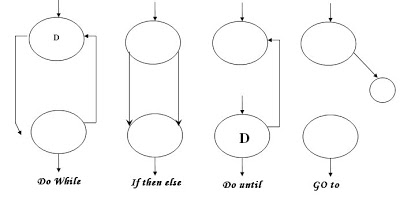 D
D
Do While
If then else
Do until
GO to